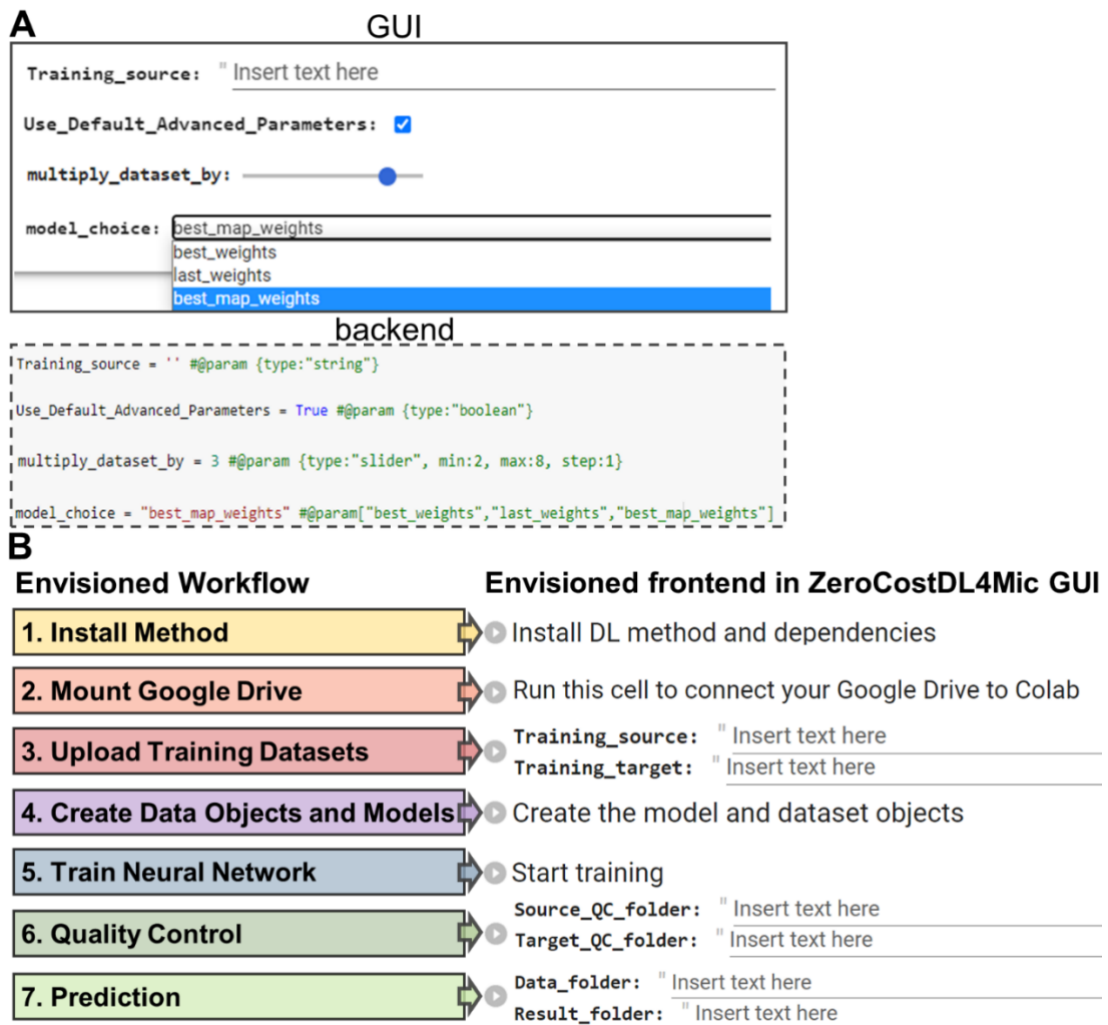 A
GUI
Training_source: " Insert text here
Use_Default_Advanced_Parameters:
multiply_dataset_by:
model_choice: best_map_weights
best_weights
last_weights
best_map_weights
backend
Training_source = '' #@param {type:"string"}
Use_Default_Advanced_Parameters = True #@param {type:"boolean"}
multiply_dataset_by = 3 #@param {type:"slider", min:2, max:8, step:1}
model_choice = "best_map_weights" #@param["best_weights","last_weights","best_map_weights"]
B
Envisioned Workflow
Envisioned frontend in ZeroCostDL4Mic GUI
1. Install Method
Install DL method and dependencies
2. Mount Google Drive
Run this cell to connect your Google Drive to Colab
3. Upload Training Datasets
Training_source: " Insert text here
Training_target: " Insert text here
4. Create Data Objects and Models
Create the model and dataset objects
5. Train Neural Network
Start training
6. Quality Control
Source_QC_folder: " Insert text here
Target_QC_folder: " Insert text here
7. Prediction
Data_folder: " Insert text here
Result_folder: " Insert text here